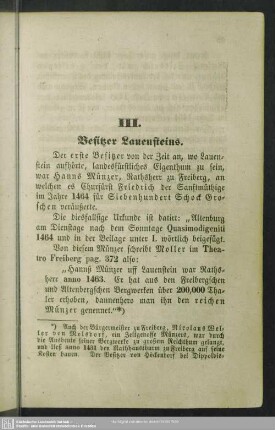 III.
Besitzer Lauensteins.
Der erste Besitzer von der Zeit an, wo Lauen-
stein aufhörte, landesfürstliches Eigenthum zu sein,
war Hanns Münzer, Rathsherr zu Freiberg, an
welchen es Churfürst Friedrich der Sanftmüthige
im Jahre 1464 für Siebenhundert Schock Gro-
schen veräußerte.
Die diesfallsige Urkunde ist datirt: „Altenburg
am Dienstage nach dem Sonntage Quasimodogeniti
1464 und in der Beilage unter I. wörtlich beigefügt.
Von diesem Münzer schreibt Moller im Thea-
tro Freiberg pag. 372 also:
„Hannß Münzer uff Lauenstein war Raths-
herr anno 1463. Er hat aus den Freibergschen
und Altenbergschen Bergwerken über 200,000 Tha-
ler erhoben, dannenhero man ihn den reichen
Münzer genennet."*)
*) Auch der Bürgermeister zu Freiberg, Nikolaus Wel-
ler von Molsdorf, ein Zeitgenosse Münzers, war durch
die Ausbeute seiner Bergwerke zu großem Reichthum gelangt,
und ließ anno 1481 den Rathhausthurm zu Freiberg auf seine
Kosten bauen. Der Besitzer von Höckendorf bei Dippoldis-